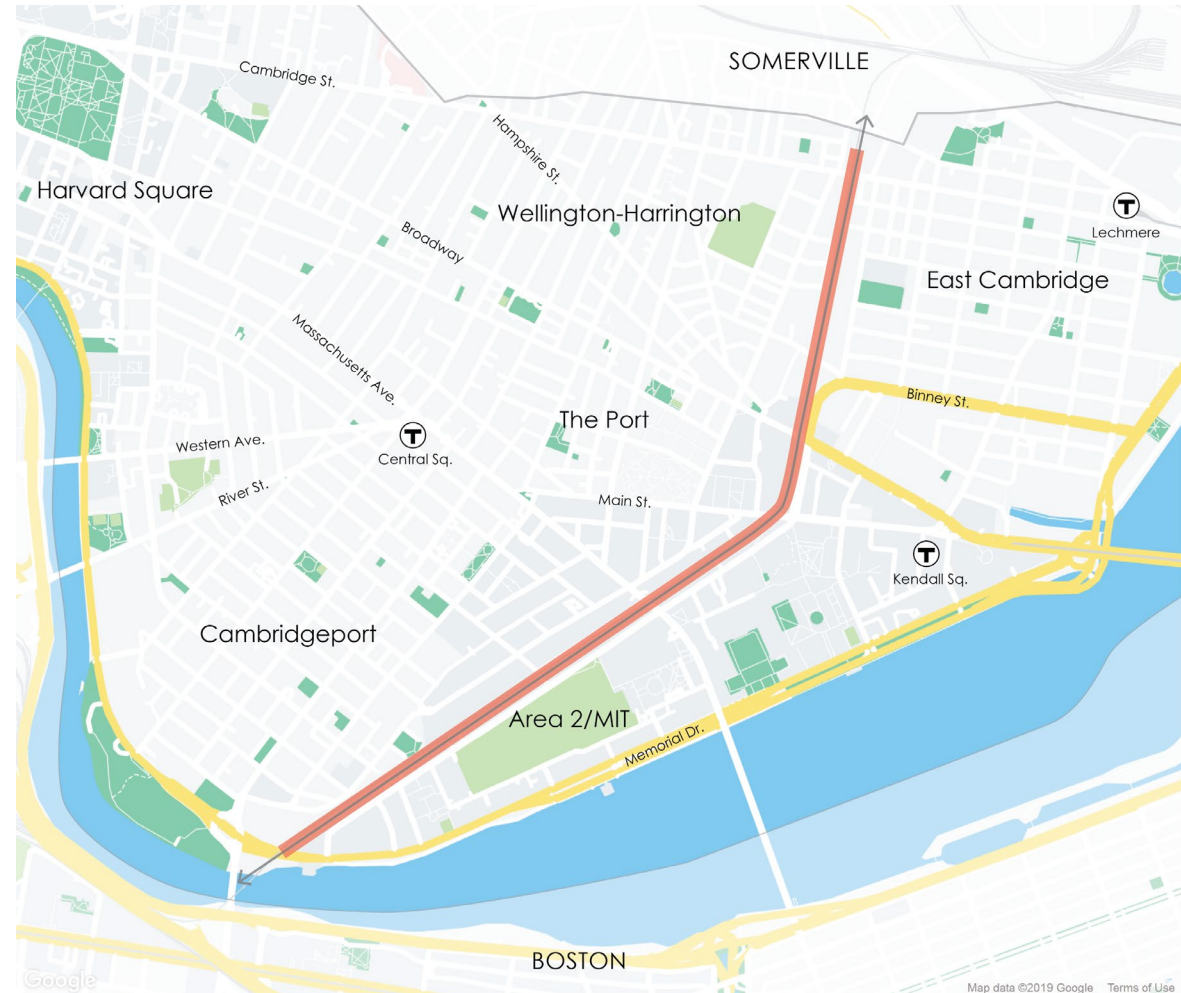 SOMERVILLE
Cambridge St.
Hampshire St.
Harvard Square
Wellington-Harrington
T
Lechmere
Broadway
East Cambridge
Massachusetts Ave.
Binney St.
The Port
T
Central Sq.
Western Ave.
River St.
Main St.
T
Kendall Sq.
Cambridgeport
Area 2/MIT
Memorial Dr.
BOSTON
Google
Map data ©2019 Google Terms of Use